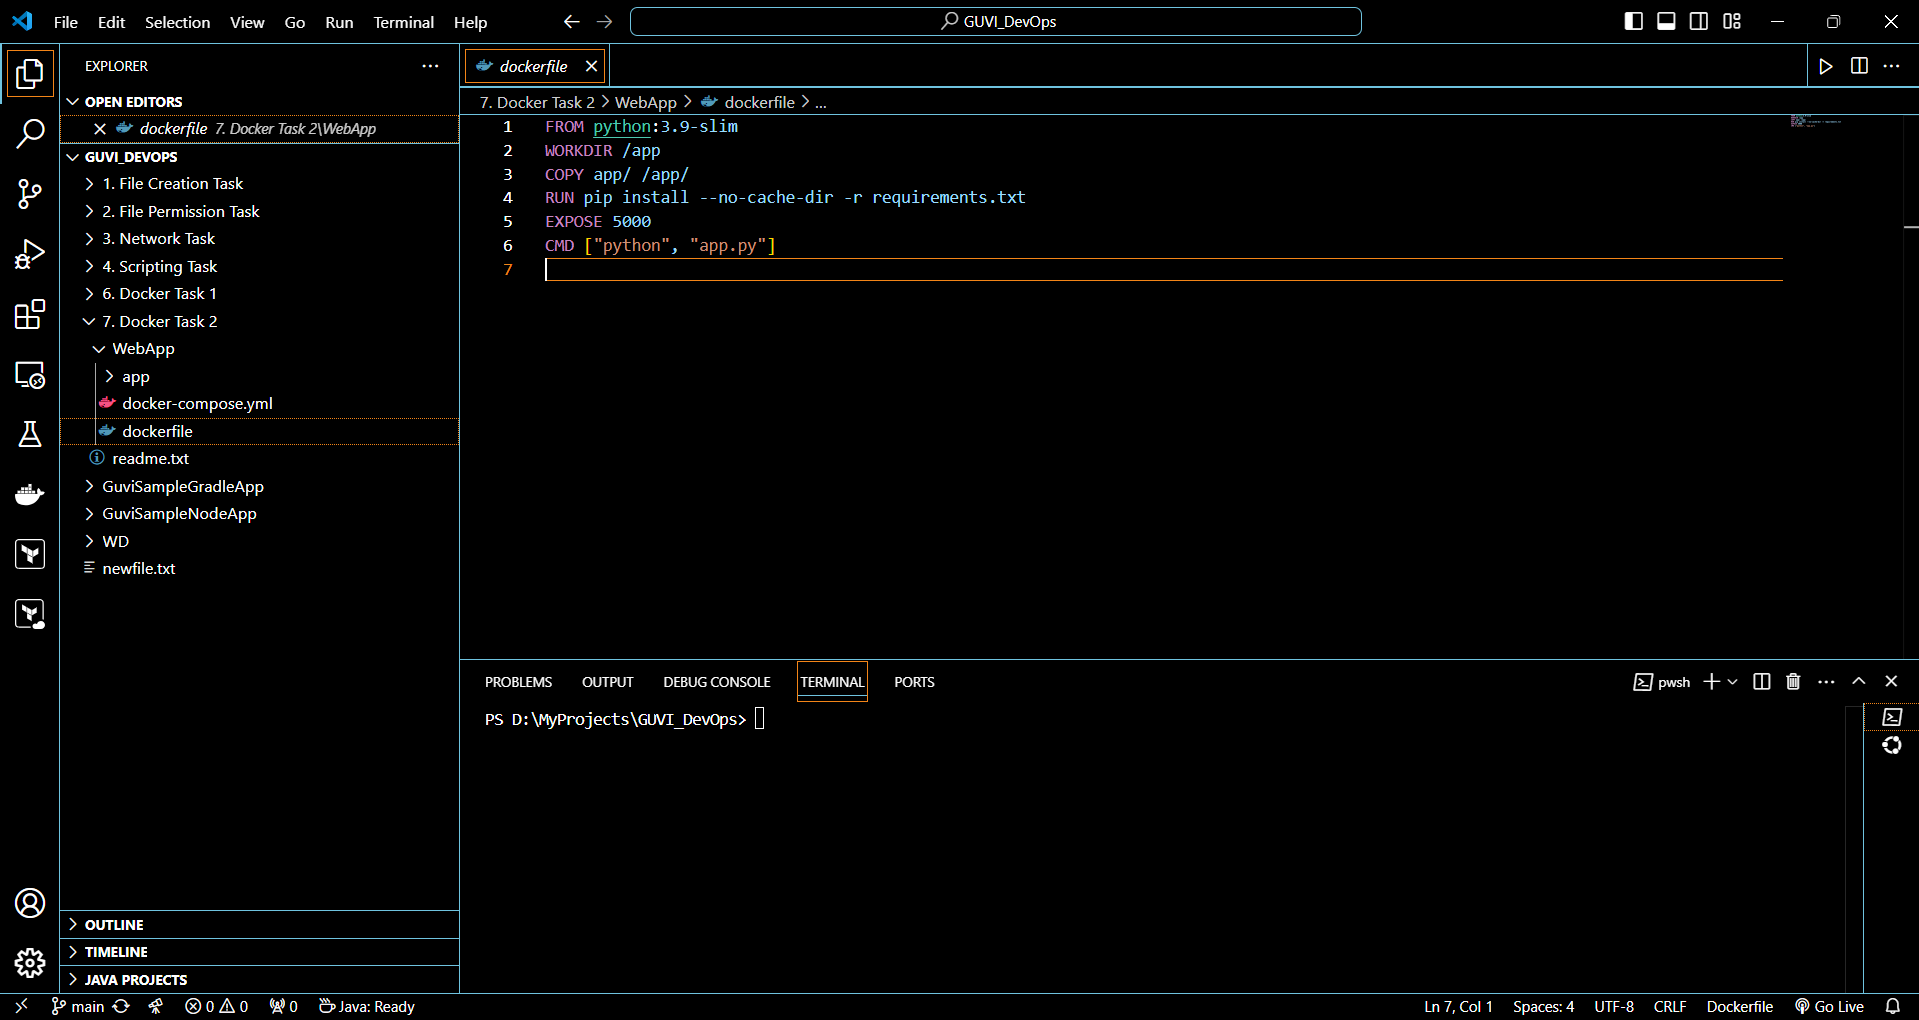 File Edit Selection View Go Run Terminal Help
GUVI_DevOps
EXPLORER
OPEN EDITORS
dockerfile 7. Docker Task 2\WebApp
GUVI_DEVOPS
1. File Creation Task
2. File Permission Task
3. Network Task
4. Scripting Task
6. Docker Task 1
7. Docker Task 2
WebApp
app
docker-compose.yml
dockerfile
readme.txt
GuviSampleGradleApp
GuviSampleNodeApp
WD
newfile.txt
OUTLINE
TIMELINE
JAVA PROJECTS
dockerfile
7. Docker Task 2 > WebApp > dockerfile > ...
1 FROM python:3.9-slim
2 WORKDIR /app
3 COPY app/ /app/
4 RUN pip install --no-cache-dir -r requirements.txt
5 EXPOSE 5000
6 CMD ["python", "app.py"]
7
PROBLEMS OUTPUT DEBUG CONSOLE TERMINAL PORTS
pwsh
PS D:\MyProjects\GUVI_DevOps>
main 0 0 0 Java: Ready
Ln 7, Col 1 Spaces: 4 UTF-8 CRLF Dockerfile Go Live